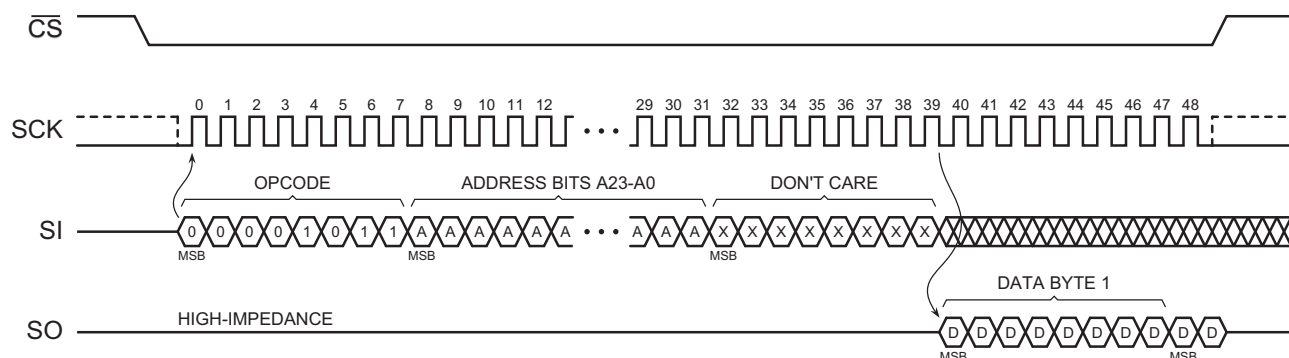 CS
0 1 2 3 4 5 6 7 8 9 10 11 12 29 30 31 32 33 34 35 36 37 38 39 40 41 42 43 44 45 46 47 48
SCK
OPCODE ADDRESS BITS A23-A0 DON'T CARE
SI 0 0 0 0 1 0 1 1 A A A A A A A A A X X X X X X X X
MSB MSB MSB
DATA BYTE 1
HIGH-IMPEDANCE
SO D D D D D D D D D D
MSB MSB